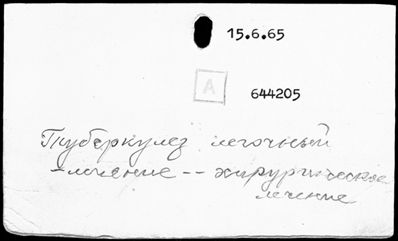 15.6.65
A
644205
Туберкулез легочный
-лечение -- хирургическое
лечение